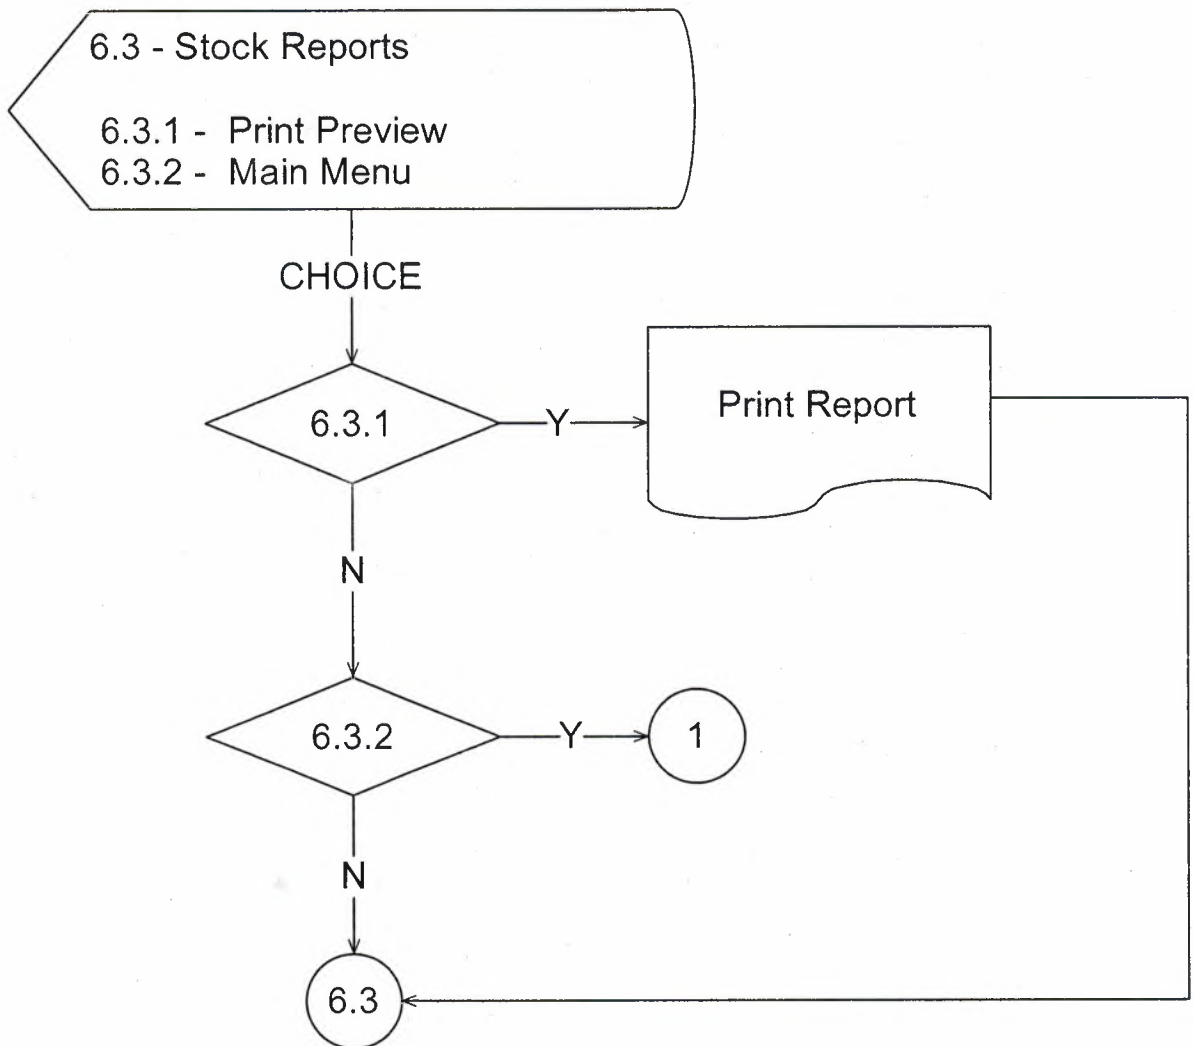 6.3 - Stock Reports
6.3.1 - Print Preview
6.3.2 - Main Menu
CHOICE
6.3.1
Y
Print Report
N
6.3.2
Y
1
N
6.3